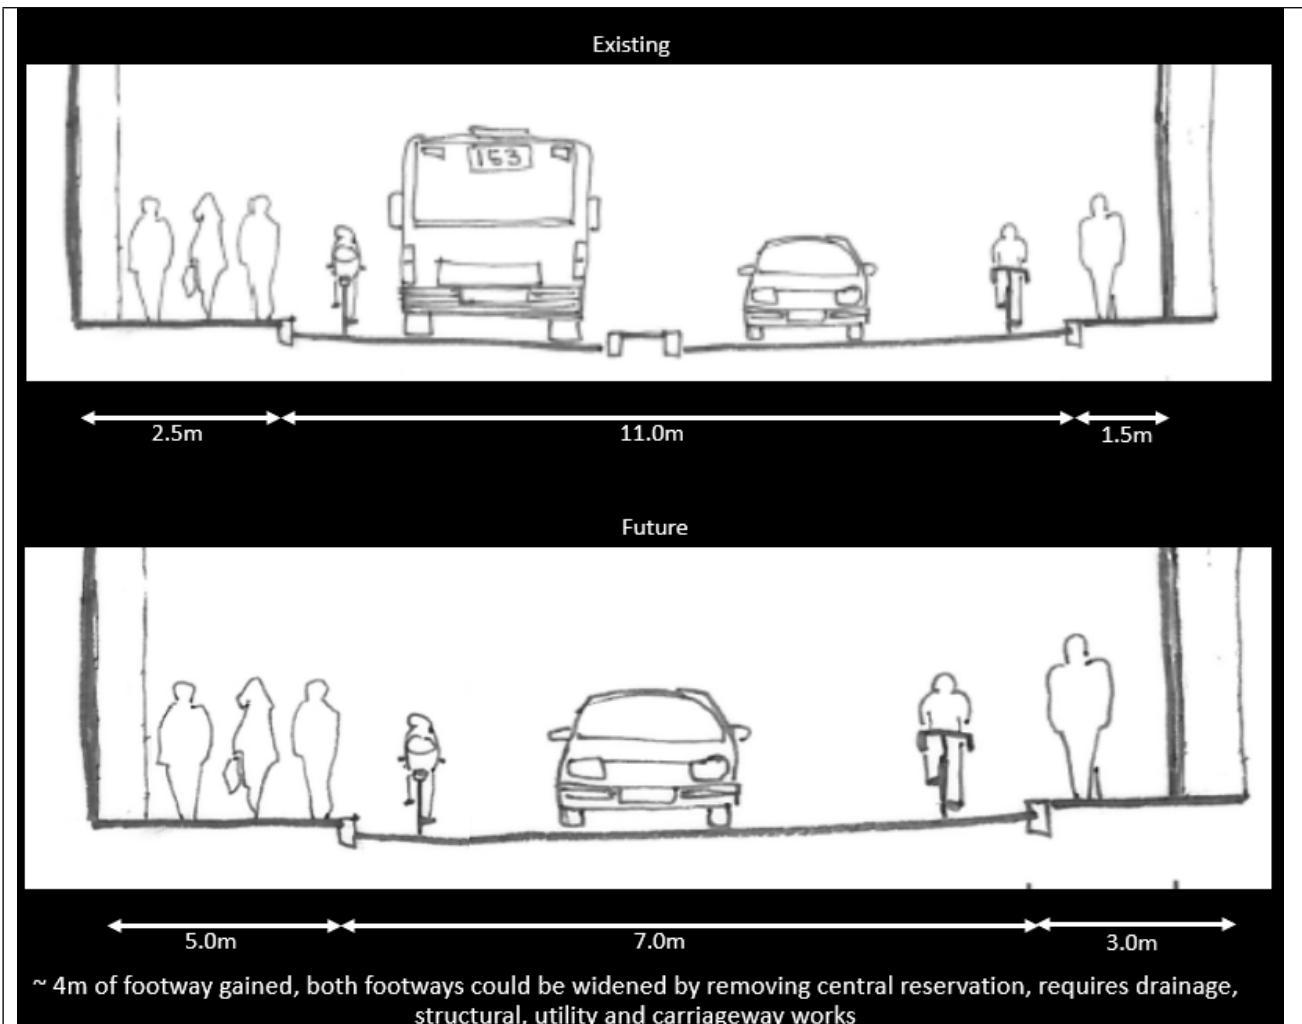 Existing
153
2.5m
11.0m
1.5m
Future
5.0m
7.0m
3.0m
~ 4m of footway gained, both footways could be widened by removing central reservation, requires drainage,
structural, utility and carriageway works